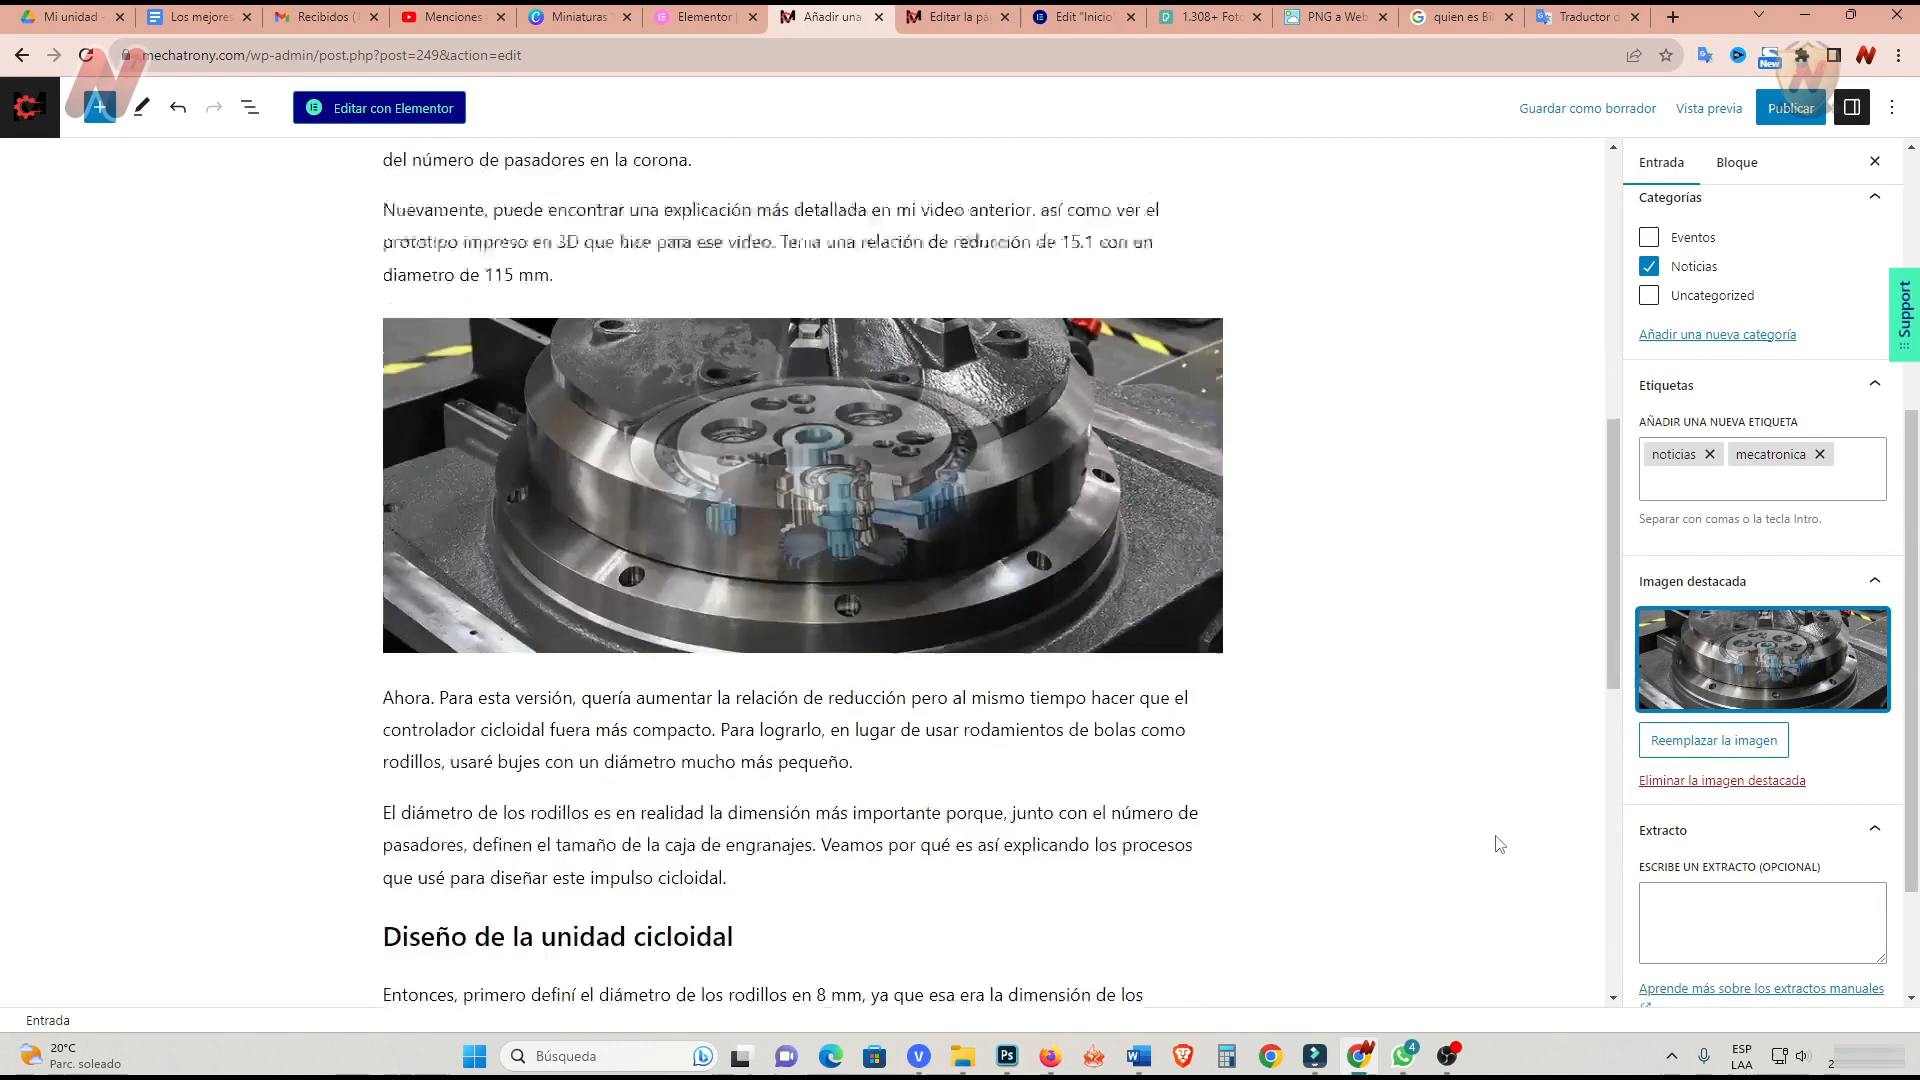 Mi unidad -
Los mejores
Recibidos (
Menciones
Miniaturas
Elementor |
Añadir una
Editar la pá
Edit "Inicio"
1.308+ Fot
PNG a Web
quien es Bi
Traductor d
mechatrony.com/wp-admin/post.php?post=249&action=edit
New
Editar con Elementor
Guardar como borrador
Vista previa
Publicar
del número de pasadores en la corona.
Nuevamente, puede encontrar una explicación más detallada en mi video anterior. así como ver el
prototipo impreso en 3D que hice para ese video. Tenia una relación de reducción de 15:1 con un
diametro de 115 mm.
Ahora. Para esta versión, quería aumentar la relación de reducción pero al mismo tiempo hacer que el
controlador cicloidal fuera más compacto. Para lograrlo, en lugar de usar rodamientos de bolas como
rodillos, usaré bujes con un diámetro mucho más pequeño.
El diámetro de los rodillos es en realidad la dimensión más importante porque, junto con el número de
pasadores, definen el tamaño de la caja de engranajes. Veamos por qué es así explicando los procesos
que usé para diseñar este impulso cicloidal.
Diseño de la unidad cicloidal
Entonces, primero definí el diámetro de los rodillos en 8 mm, ya que esa era la dimensión de los
Entrada
Bloque
Categorías
Eventos
Noticias
Uncategorized
Añadir una nueva categoría
Support
Etiquetas
AÑADIR UNA NUEVA ETIQUETA
noticias
mecatronica
Separar con comas o la tecla Intro.
Imagen destacada
Reemplazar la imagen
Eliminar la imagen destacada
Extracto
ESCRIBE UN EXTRACTO (OPCIONAL)
Aprende más sobre los extractos manuales
Entrada
20°C
Parc. soleado
Búsqueda
Ps
4
ESP
LAA
2